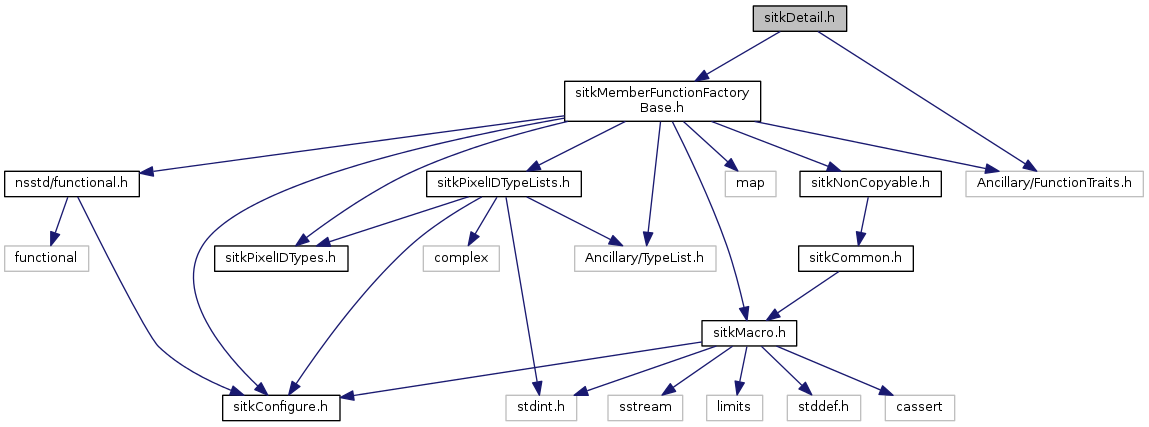 sitkDetail.h
sitkMemberFunctionFactory
Base.h
nsstd/functional.h
sitkPixelIDTypeLists.h
map
sitkNonCopyable.h
Ancillary/FunctionTraits.h
functional
sitkPixelIDTypes.h
complex
Ancillary/TypeList.h
sitkCommon.h
sitkMacro.h
sitkConfigure.h
stdint.h
sstream
limits
stddef.h
cassert